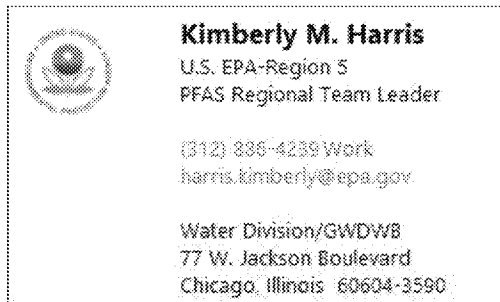 Kimberly M. Harris
U.S. EPA-Region 5
PFAS Regional Team Leader
(312) 886-4239 Work
harris.kimberly@epa.gov
Water Division/GWDWB
77 W. Jackson Boulevard
Chicago, Illinois 60604-3590